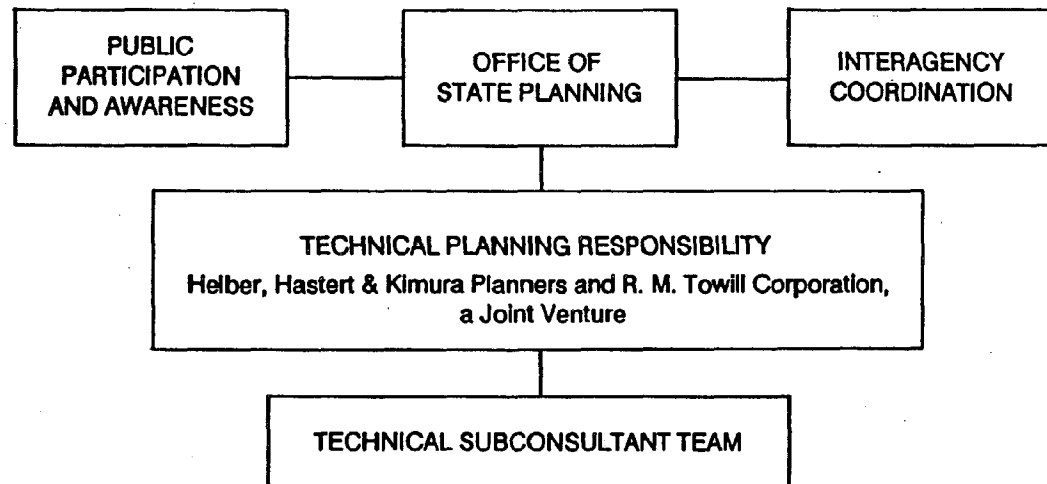 PUBLIC
PARTICIPATION
AND AWARENESS
OFFICE OF
STATE PLANNING
INTERAGENCY
COORDINATION
TECHNICAL PLANNING RESPONSIBILITY
Helber, Hastert & Kimura Planners and R. M. Towill Corporation,
a Joint Venture
TECHNICAL SUBCONSULTANT TEAM